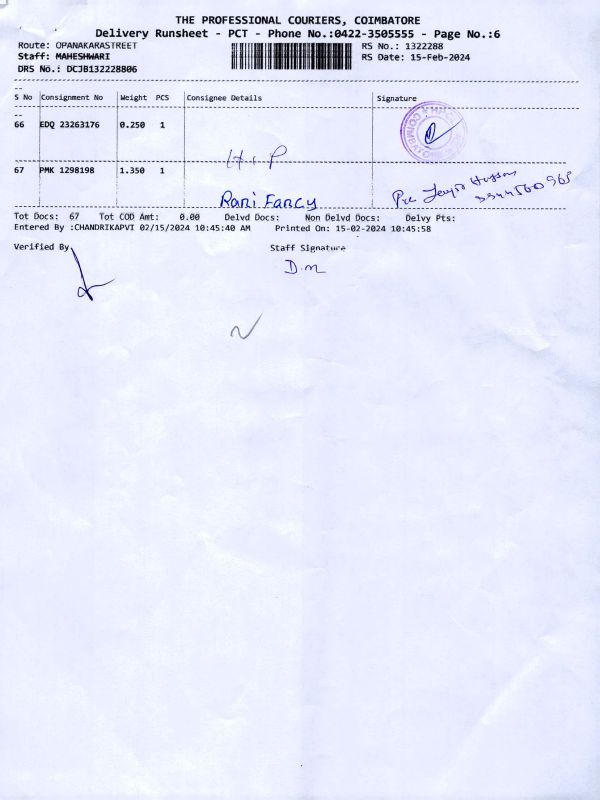 THE PROFESSIONAL COURIERS, COIMBATORE
Delivery Runsheet - PCT - Phone No.:0422-3505555 - Page No.:6
Route: OPANAKARASTREET RS No.: 1322288
Staff: MAHESHWARI RS Date: 15-Feb-2024
DRS No.: DCJB132228806
S No Consignment No Weight PCS Consignee Details Signature
66 EDQ 23263176 0.250 1
H+P
67 PMK 1298198 1.350 1
Rani Fancy
Tot Docs: 67 Tot COD Amt: 0.00 Delvd Docs: Non Delvd Docs: Delvy Pts:
Entered By :CHANDRIKAPVI 02/15/2024 10:45:40 AM Printed On: 15-02-2024 10:45:58
Verified By Staff Signature
D.m